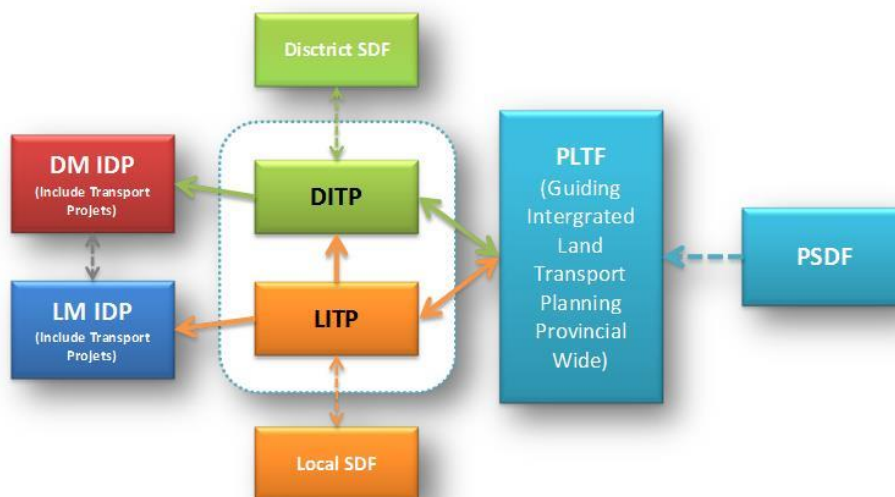 Disctrict SDF
DM IDP
(Include Transport
Projets)
DITP
PLTF
(Guiding
Intergrated
Land
Transport
Planning
Provincial
Wide)
PSDF
LM IDP
(Include Transport
Projets)
LITP
Local SDF